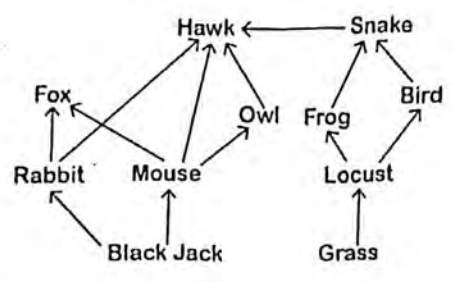 Hawk Snake
Fox Owl Frog Bird
Rabbit Mouse Locust
Black Jack Grass